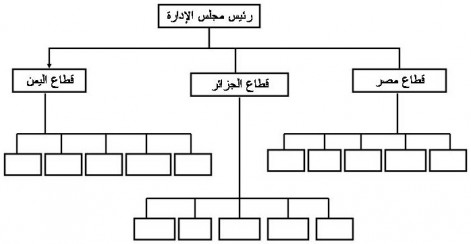 رئيس مجلس الإدارة
قطاع مصر
قطاع الجزائر
قطاع اليمن